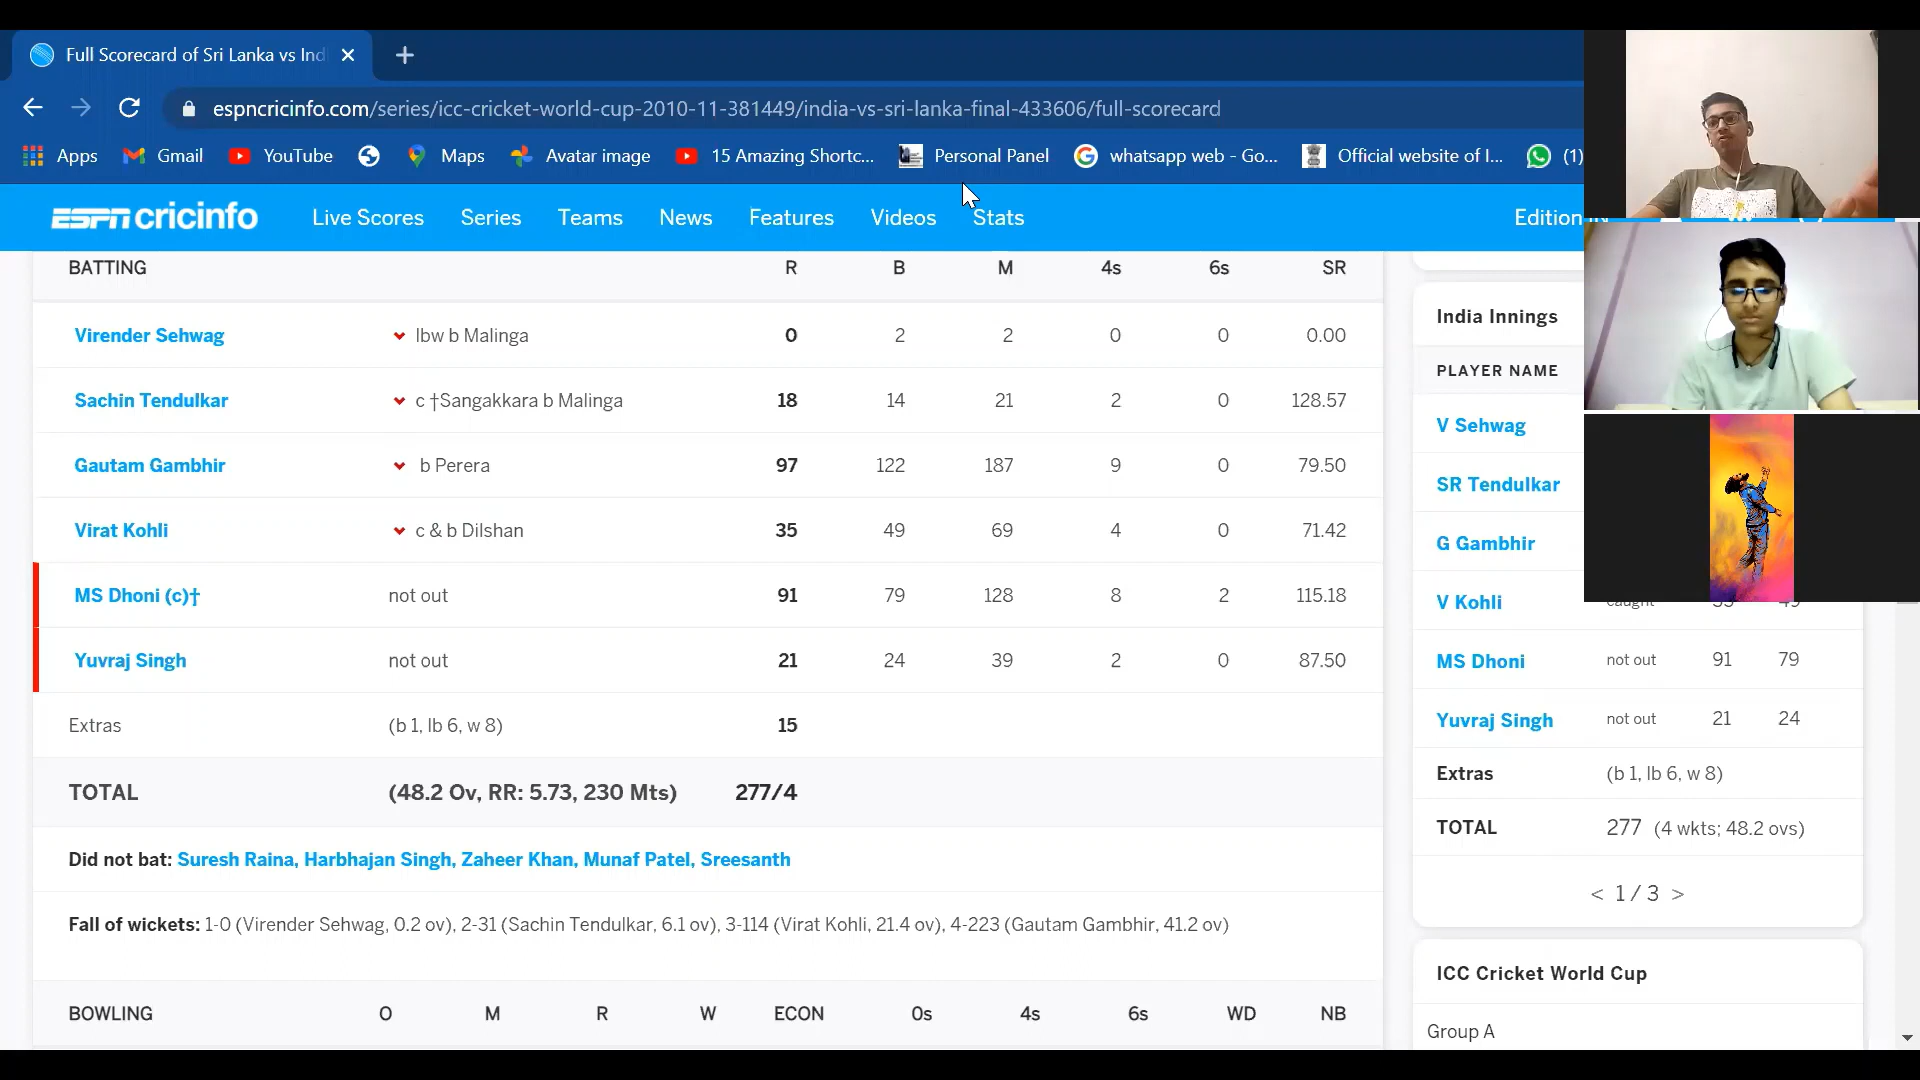 Full Scorecard of Sri Lanka vs Ind
espncricinfo.com/series/icc-cricket-world-cup-2010-11-381449/india-vs-sri-lanka-final-433606/full-scorecard
Apps Gmail YouTube Maps Avatar image 15 Amazing Shortc... Personal Panel whatsapp web - Go... Official website of I... (1)
ESPN cricinfo Live Scores Series Teams News Features Videos Stats Edition IN
BATTING R B M 4s 6s SR
Virender Sehwag lbw b Malinga 0 2 2 0 0 0.00
Sachin Tendulkar c †Sangakkara b Malinga 18 14 21 2 0 128.57
Gautam Gambhir b Perera 97 122 187 9 0 79.50
Virat Kohli c & b Dilshan 35 49 69 4 0 71.42
MS Dhoni (c)† not out 91 79 128 8 2 115.18
Yuvraj Singh not out 21 24 39 2 0 87.50
Extras (b 1, lb 6, w 8) 15
TOTAL (48.2 Ov, RR: 5.73, 230 Mts) 277/4
Did not bat: Suresh Raina, Harbhajan Singh, Zaheer Khan, Munaf Patel, Sreesanth
Fall of wickets: 1-0 (Virender Sehwag, 0.2 ov), 2-31 (Sachin Tendulkar, 6.1 ov), 3-114 (Virat Kohli, 21.4 ov), 4-223 (Gautam Gambhir, 41.2 ov)
BOWLING O M R W ECON 0s 4s 6s WD NB
India Innings
PLAYER NAME
V Sehwag
SR Tendulkar
G Gambhir
V Kohli caught 35 49
MS Dhoni not out 91 79
Yuvraj Singh not out 21 24
Extras (b 1, lb 6, w 8)
TOTAL 277 (4 wkts; 48.2 ovs)
< 1 / 3 >
ICC Cricket World Cup
Group A